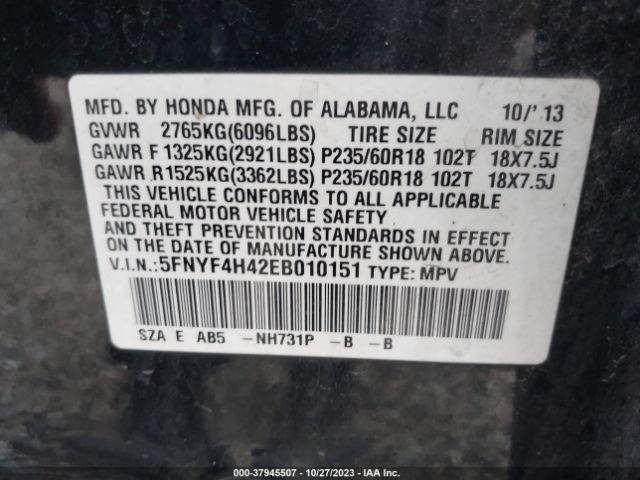 MFD. BY HONDA MFG. OF ALABAMA, LLC 10/'13
GVWR 2765KG(6096LBS) TIRE SIZE RIM SIZE
GAWR F1325KG(2921LBS) P235/60R18 102T 18X7.5J
GAWR R1525KG(3362LBS) P235/60R18 102T 18X7.5J
THIS VEHICLE CONFORMS TO ALL APPLICABLE
FEDERAL MOTOR VEHICLE SAFETY
AND THEFT PREVENTION STANDARDS IN EFFECT
ON THE DATE OF MANUFACTURE SHOWN ABOVE.
V.I.N.:5FNYF4H42EB010151 TYPE: MPV
SZA E AB5 -NH731P -B -B
000-37945507 - 10/27/2023 - IAA Inc.